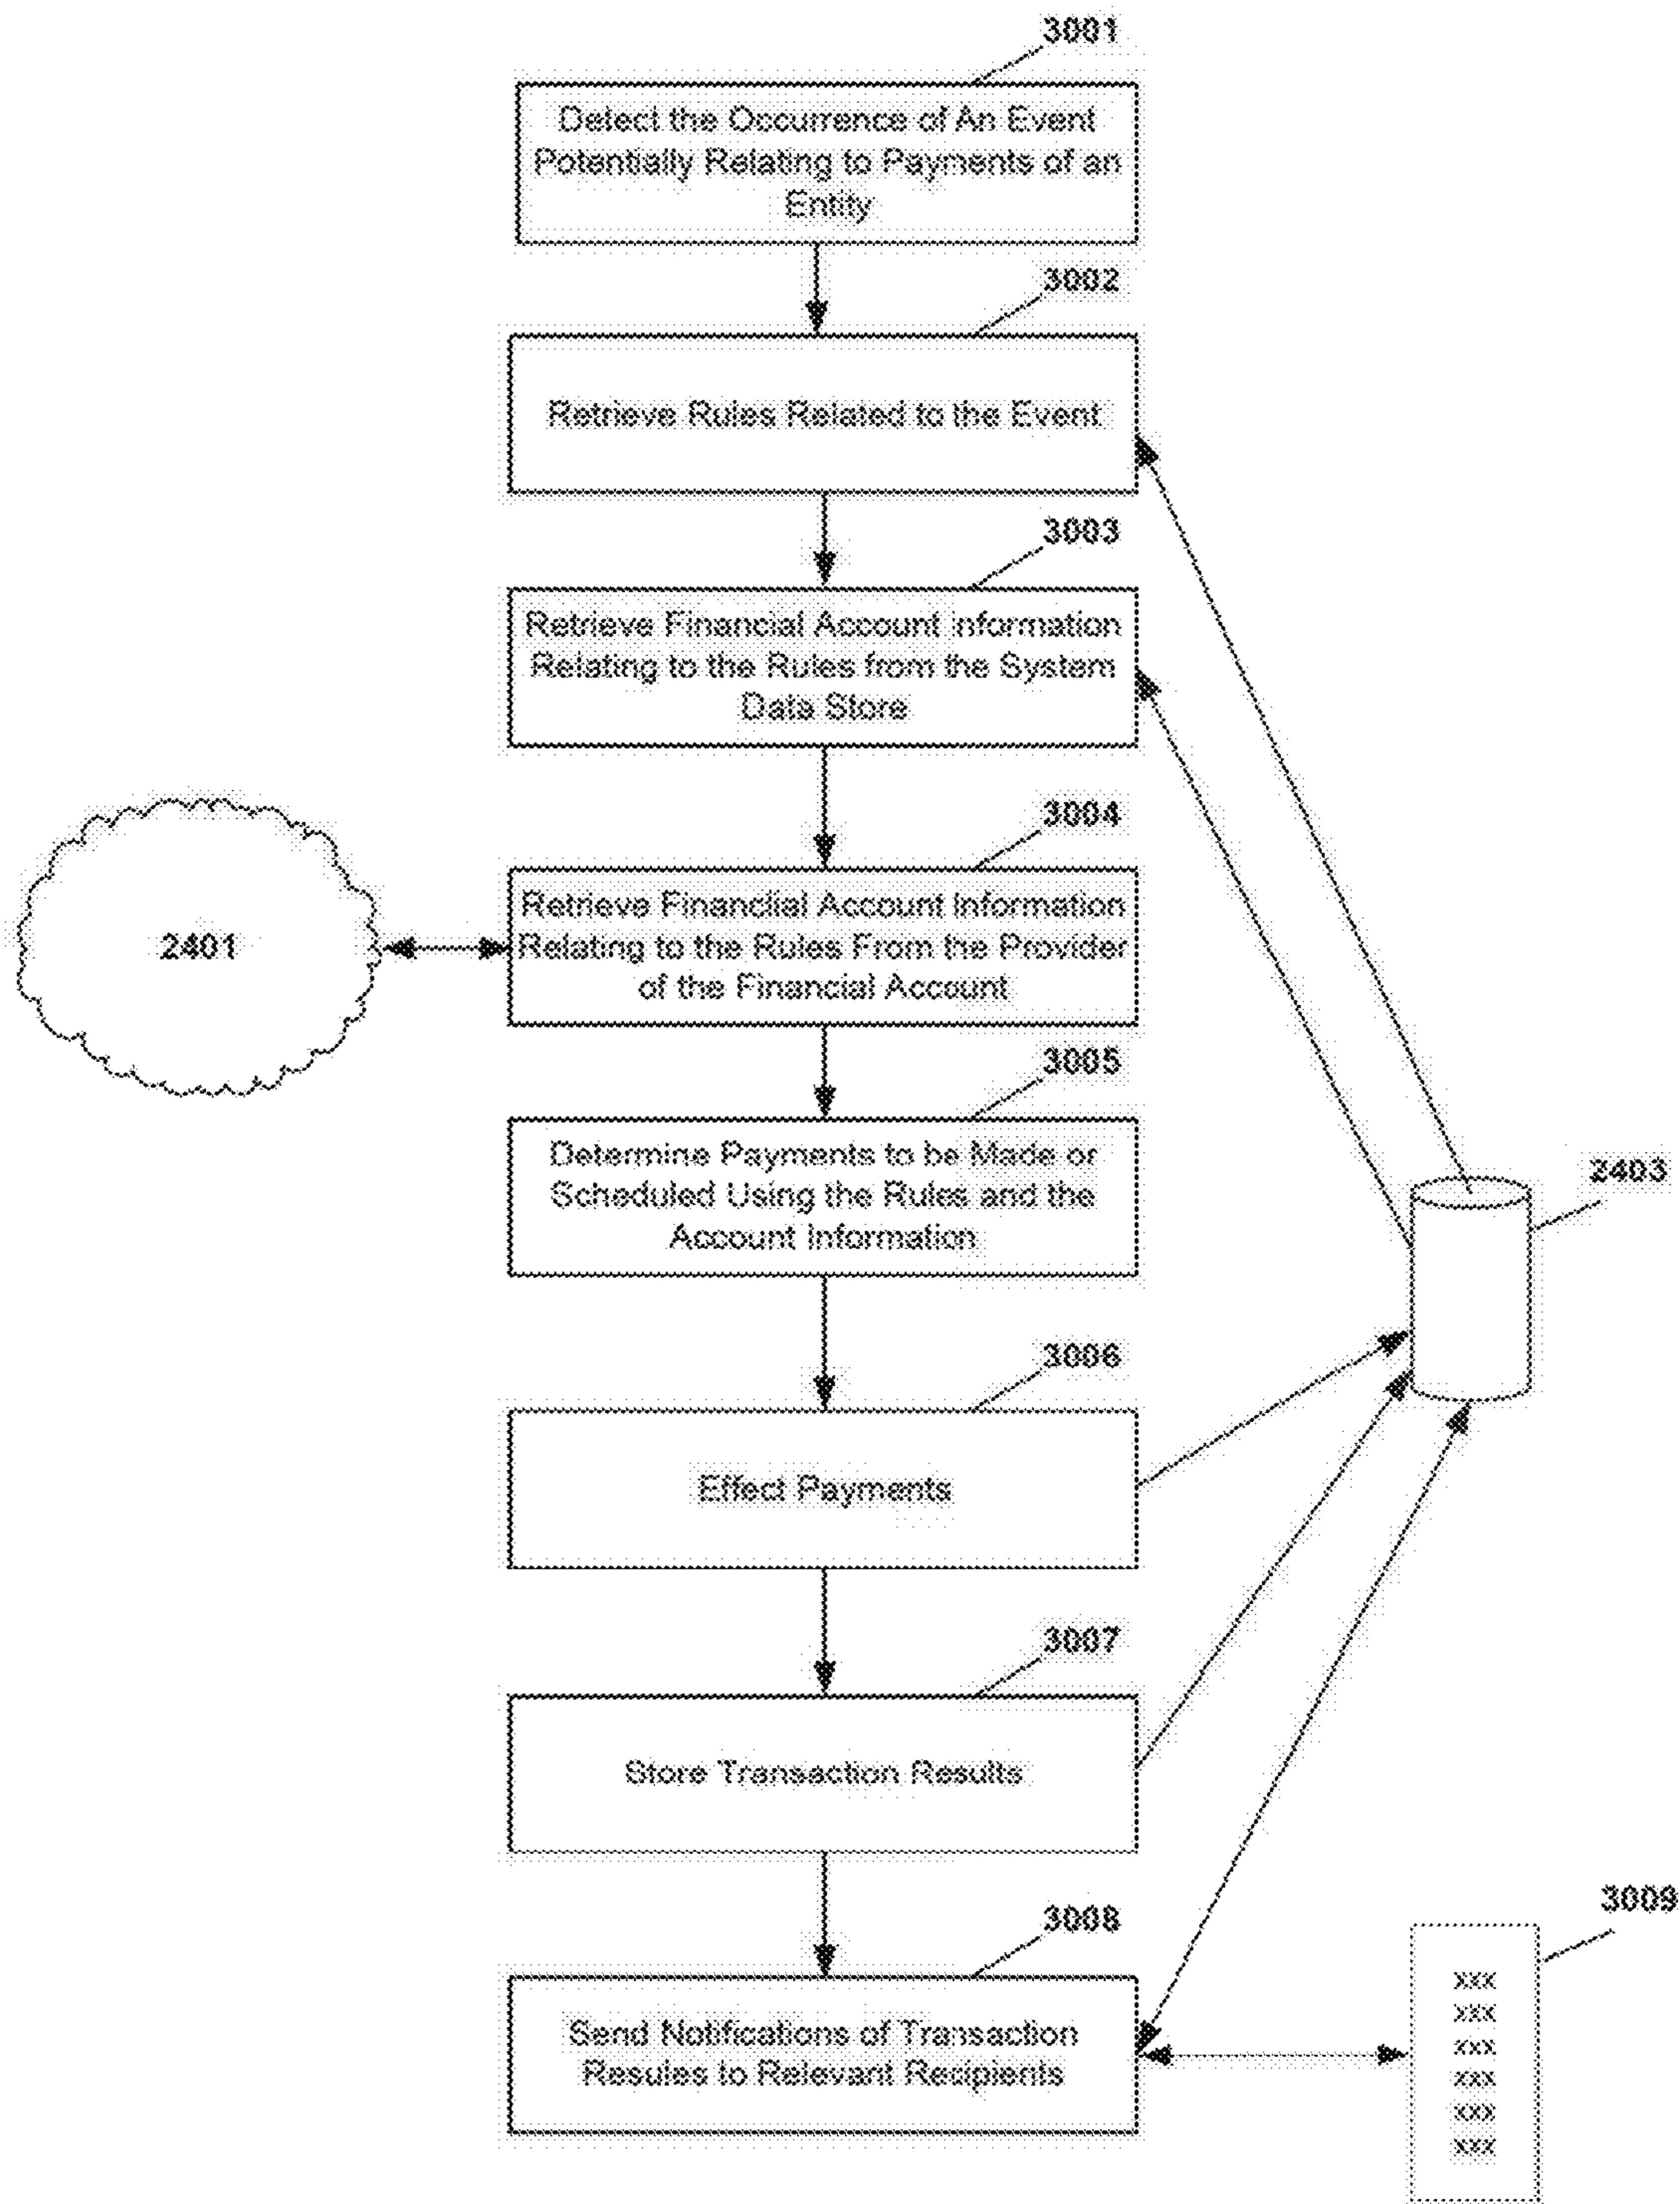 3001
Detect the Occurrence of An Event
Potentially Relating to Payments of an
Entity
3002
Retrieve Rules Related to the Event
3003
Retrieve Financial Account Information
Relating to the Rules from the System
Data Store
3004
Retrieve Financlial Account Information
Relating to the Rules From the Provider
of the Financial Account
2401
3005
Determine Payments to be Made or
Scheduled Using the Rules and the
Account Information
2403
3006
Effect Payments
3007
Store Transaction Results
3008
Send Notifications of Transaction
Resules to Relevant Recipients
3009
xxx
xxx
xxx
xxx
xxx
xxx